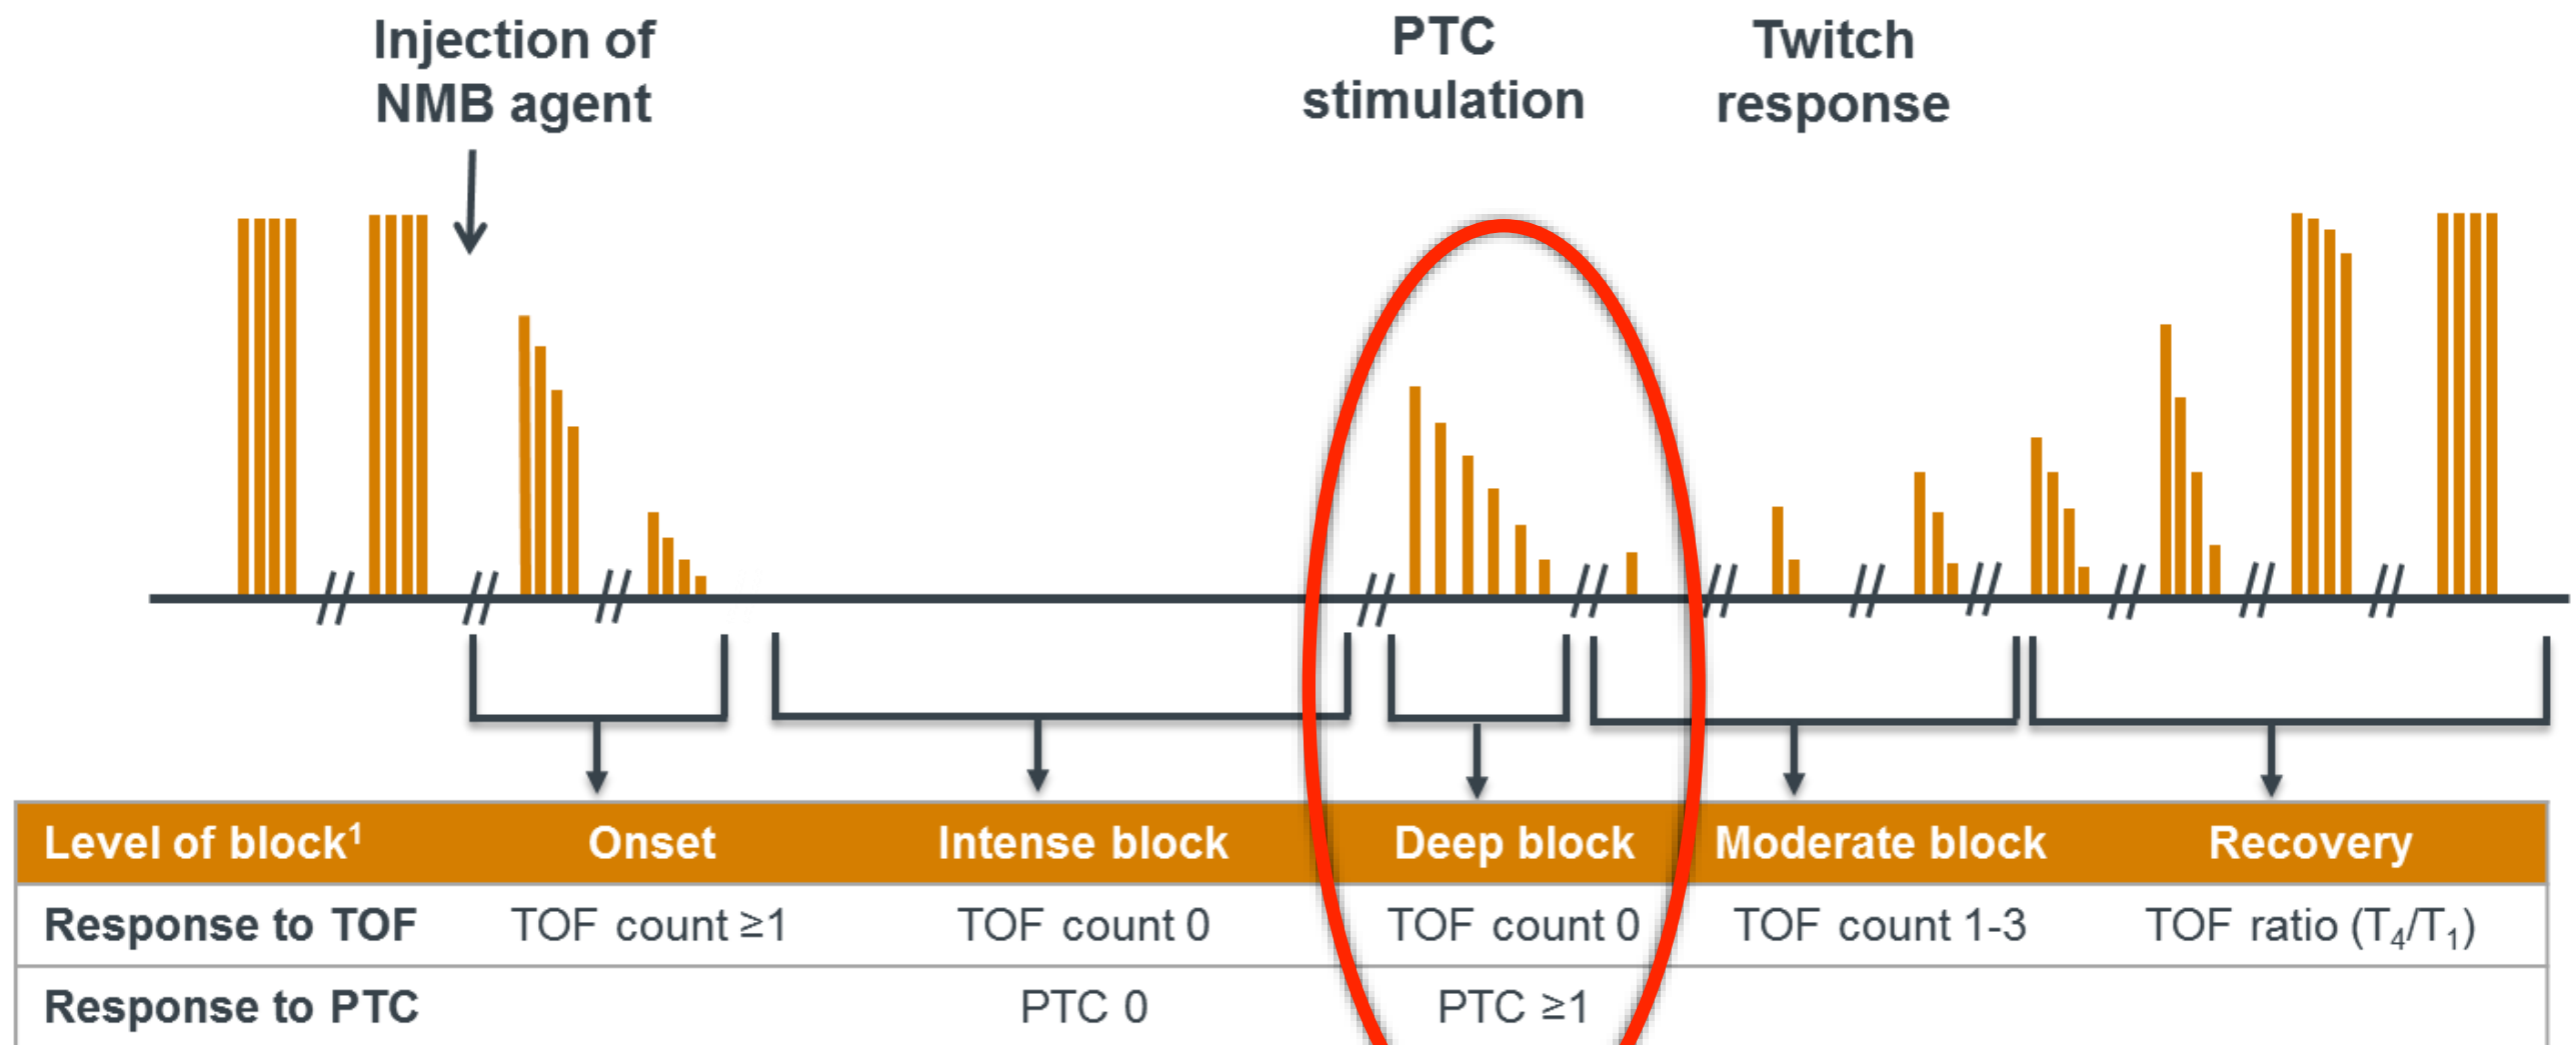 Injection of
NMB agent
PTC
stimulation
Twitch
response
Level of block¹ Onset Intense block Deep block Moderate block Recovery
Response to TOF TOF count ≥1 TOF count 0 TOF count 0 TOF count 1-3 TOF ratio (T₄/T₁)
Response to PTC PTC 0 PTC ≥1